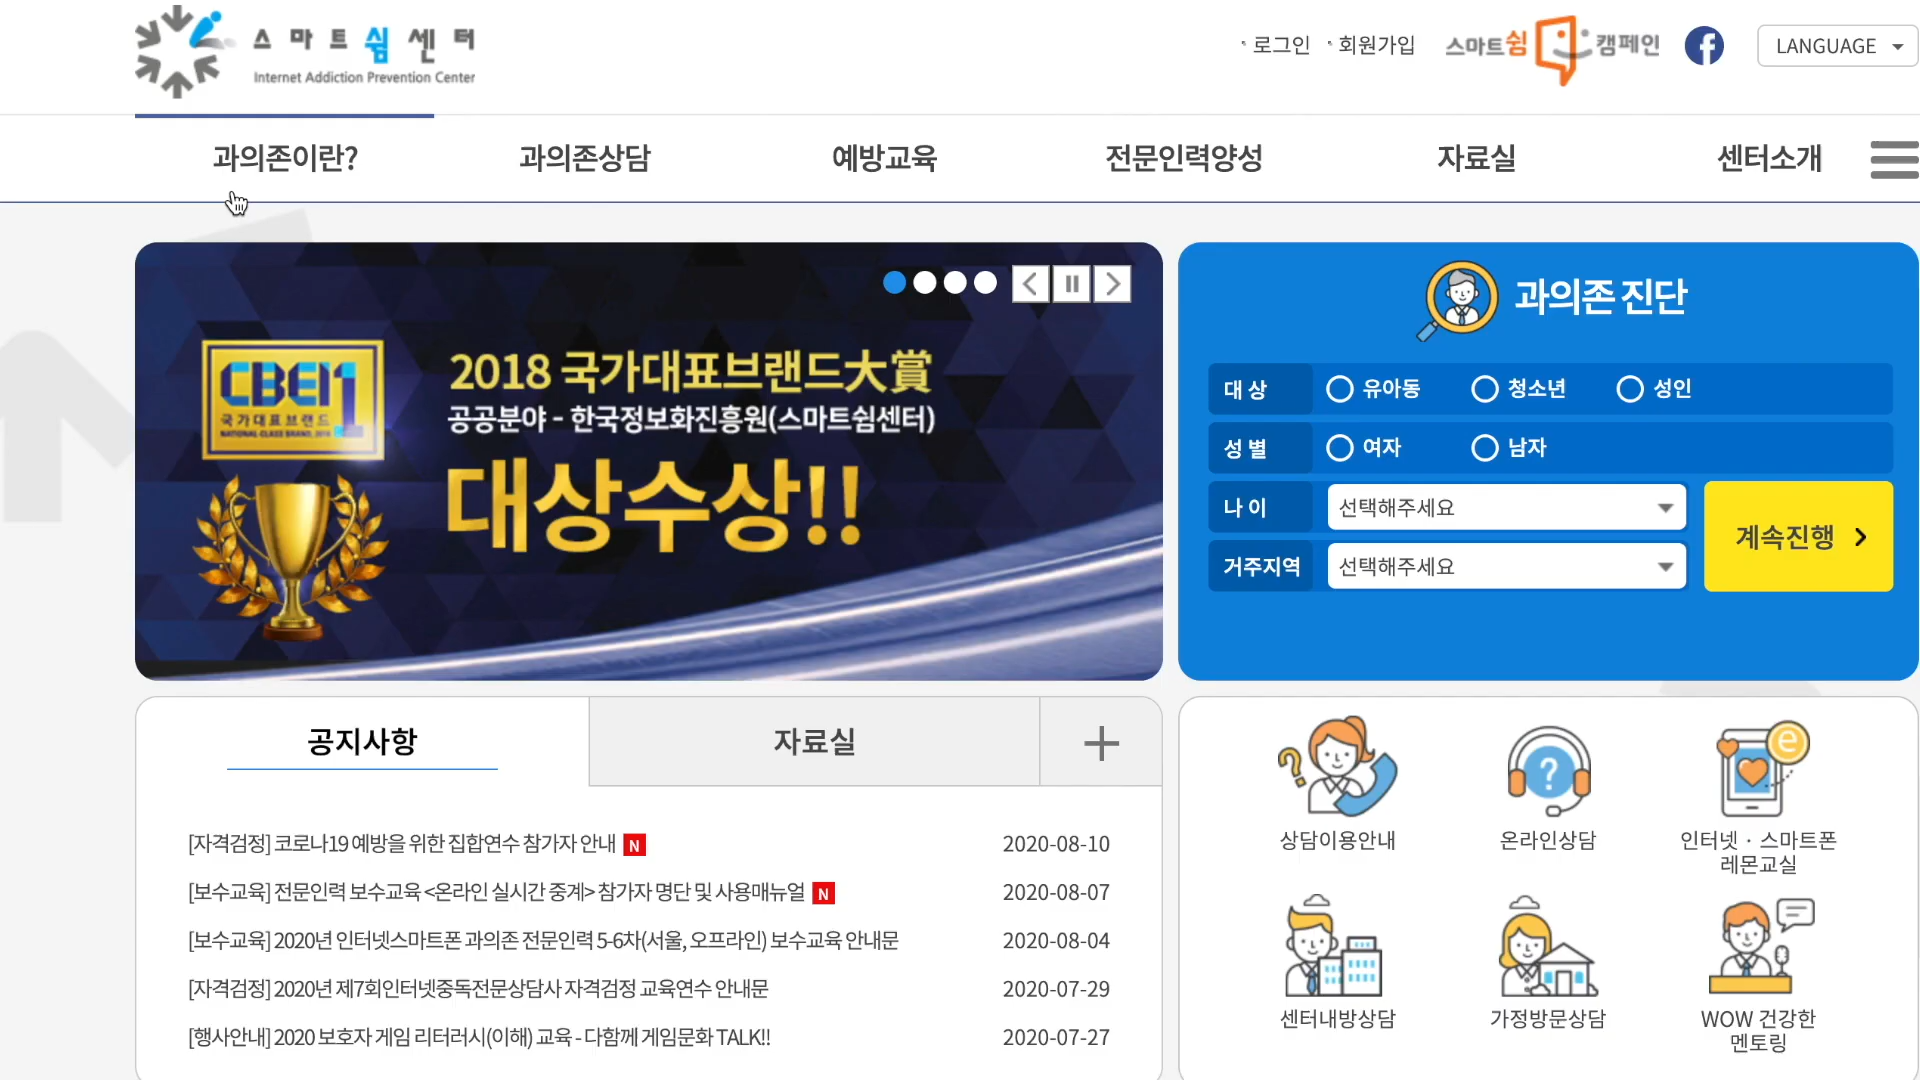 스마트쉼센터
Internet Addiction Prevention Center
로그인
회원가입
스마트쉼 캠페인
LANGUAGE
과의존이란?
과의존상담
예방교육
전문인력양성
자료실
센터소개
국가대표브랜드
NATIONAL CLASS BRAND, 2018
2018 국가대표브랜드大賞
공공분야 - 한국정보화진흥원(스마트쉼센터)
대상수상!!
과의존 진단
대 상 유아동 청소년 성인
성 별 여자 남자
나 이 선택해주세요
거주지역 선택해주세요
계속진행
공지사항
자료실
[자격검정] 코로나19 예방을 위한 집합연수 참가자 안내 N 2020-08-10
[보수교육] 전문인력 보수교육 <온라인 실시간 중계> 참가자 명단 및 사용매뉴얼 N 2020-08-07
[보수교육] 2020년 인터넷스마트폰 과의존 전문인력 5-6차(서울, 오프라인) 보수교육 안내문 2020-08-04
[자격검정] 2020년 제7회인터넷중독전문상담사 자격검정 교육연수 안내문 2020-07-29
[행사안내] 2020 보호자 게임 리터러시(이해) 교육 - 다함께 게임문화 TALK!! 2020-07-27
상담이용안내
온라인상담
인터넷 · 스마트폰
레몬교실
센터내방상담
가정방문상담
WOW 건강한
멘토링